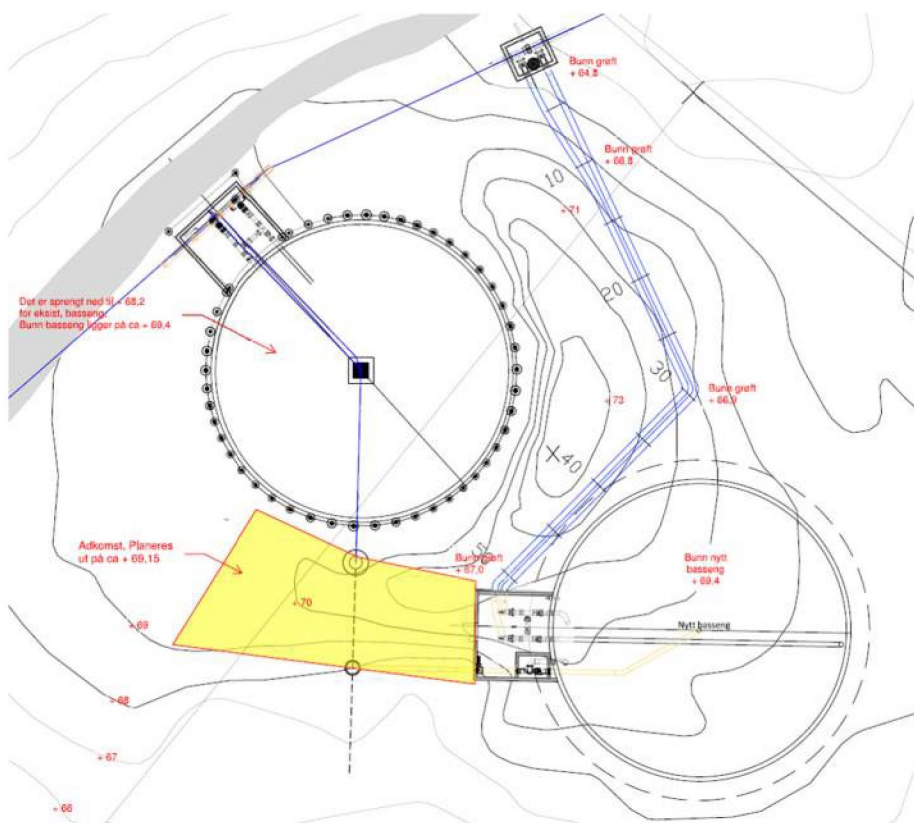 Bunn grøft
+ 64.8
Bunn grøft
+ 66.8
10
+ 71
20
Det er sprengt ned til + 68,2
for eksist, basseng.
Bunn basseng ligger på ca + 69,4
30
Bunn grøft
+ 66,9
+ 73
40
Adkomst, Planeres
ut på ca + 69,15
Bunn grøft
+ 67,0
Bunn nytt
basseng
+ 69,4
+ 70
+ 69
Nytt basseng
+ 68
+ 67
+ 66